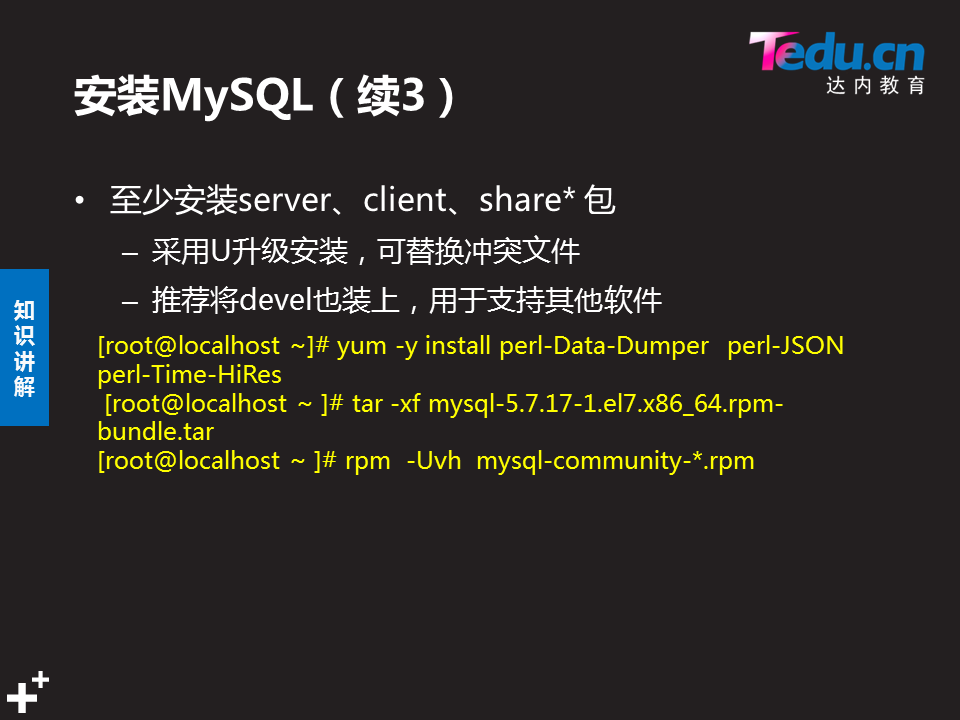 Tedu.cn
达内教育
安装MySQL（续3）
• 至少安装server、client、share* 包
– 采用U升级安装，可替换冲突文件
– 推荐将devel也装上，用于支持其他软件
知识讲解
[root@localhost ~]# yum -y install perl-Data-Dumper perl-JSON
perl-Time-HiRes
[root@localhost ~ ]# tar -xf mysql-5.7.17-1.el7.x86_64.rpm-
bundle.tar
[root@localhost ~ ]# rpm -Uvh mysql-community-*.rpm